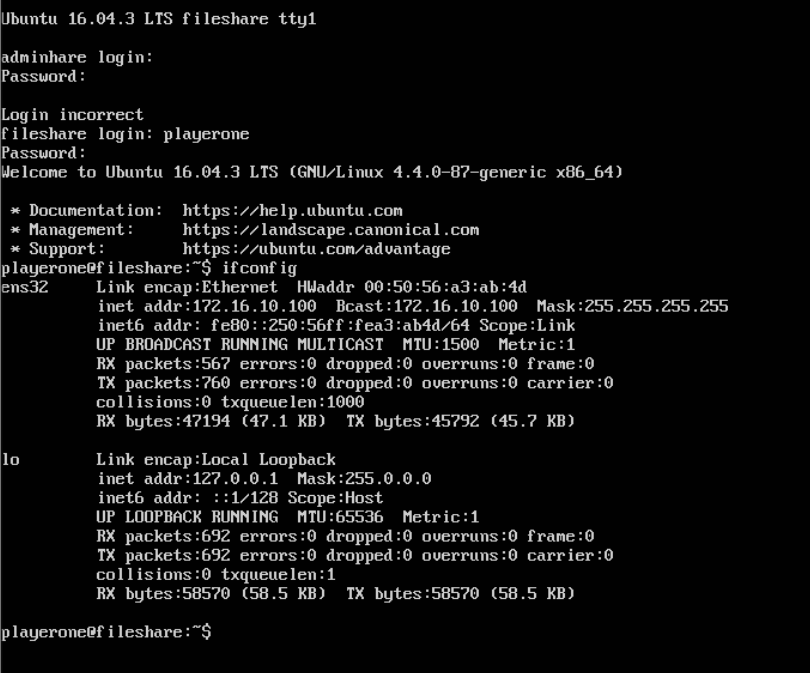 Ubuntu 16.04.3 LTS fileshare tty1
adminhare login:
Password:
Login incorrect
fileshare login: playerone
Password:
Welcome to Ubuntu 16.04.3 LTS (GNU/Linux 4.4.0-87-generic x86_64)
* Documentation:  https://help.ubuntu.com
* Management:     https://landscape.canonical.com
* Support:        https://ubuntu.com/advantage
playerone@fileshare:~$ ifconfig
ens32     Link encap:Ethernet  HWaddr 00:50:56:a3:ab:4d
          inet addr:172.16.10.100  Bcast:172.16.10.100  Mask:255.255.255.255
          inet6 addr: fe80::250:56ff:fea3:ab4d/64 Scope:Link
          UP BROADCAST RUNNING MULTICAST  MTU:1500  Metric:1
          RX packets:567 errors:0 dropped:0 overruns:0 frame:0
          TX packets:760 errors:0 dropped:0 overruns:0 carrier:0
          collisions:0 txqueuelen:1000
          RX bytes:47194 (47.1 KB)  TX bytes:45792 (45.7 KB)
lo        Link encap:Local Loopback
          inet addr:127.0.0.1  Mask:255.0.0.0
          inet6 addr: ::1/128 Scope:Host
          UP LOOPBACK RUNNING  MTU:65536  Metric:1
          RX packets:692 errors:0 dropped:0 overruns:0 frame:0
          TX packets:692 errors:0 dropped:0 overruns:0 carrier:0
          collisions:0 txqueuelen:1
          RX bytes:58570 (58.5 KB)  TX bytes:58570 (58.5 KB)
playerone@fileshare:~$